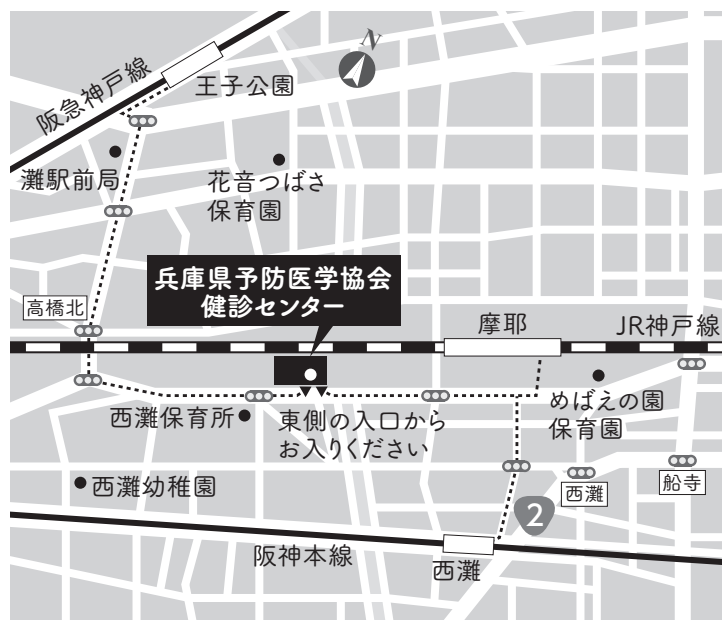 N
阪急神戸線
王子公園
灘駅前局
花音つばさ
保育園
兵庫県予防医学協会
健診センター
高橋北
摩耶
JR神戸線
西灘保育所
東側の入口から
お入りください
めばえの園
保育園
西灘幼稚園
西灘
船寺
2
阪神本線
西灘